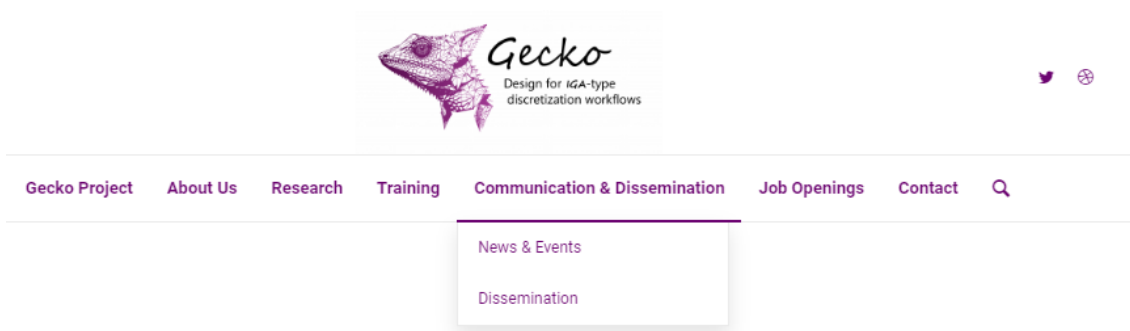 Gecko
Design for IGA-type
discretization workflows
Gecko Project About Us Research Training Communication & Dissemination Job Openings Contact
News & Events
Dissemination